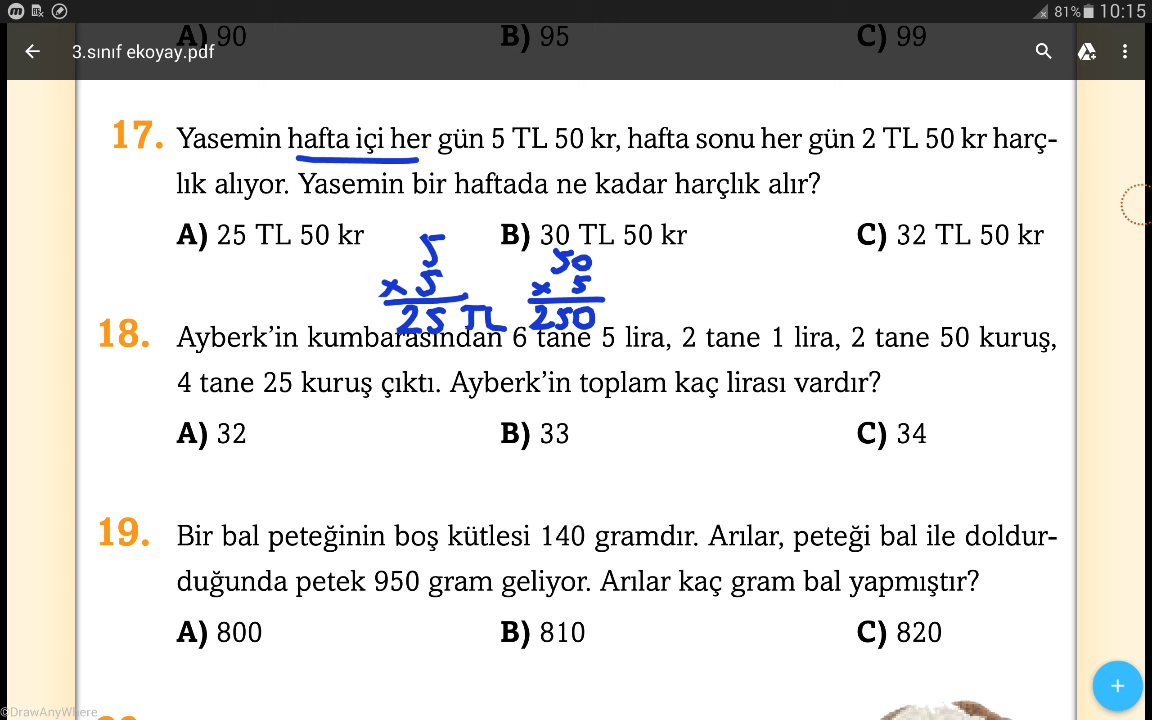 81% 10:15
A) 90 B) 95 C) 99
3.sınıf ekoyay.pdf
17. Yasemin hafta içi her gün 5 TL 50 kr, hafta sonu her gün 2 TL 50 kr harç-
lık alıyor. Yasemin bir haftada ne kadar harçlık alır?
A) 25 TL 50 kr B) 30 TL 50 kr C) 32 TL 50 kr
5 50
x 5 x 5
25 TL 250
18. Ayberk'in kumbarasından 6 tane 5 lira, 2 tane 1 lira, 2 tane 50 kuruş,
4 tane 25 kuruş çıktı. Ayberk'in toplam kaç lirası vardır?
A) 32 B) 33 C) 34
19. Bir bal peteğinin boş kütlesi 140 gramdır. Arılar, peteği bal ile doldur-
duğunda petek 950 gram geliyor. Arılar kaç gram bal yapmıştır?
A) 800 B) 810 C) 820
©DrawAnyWhere